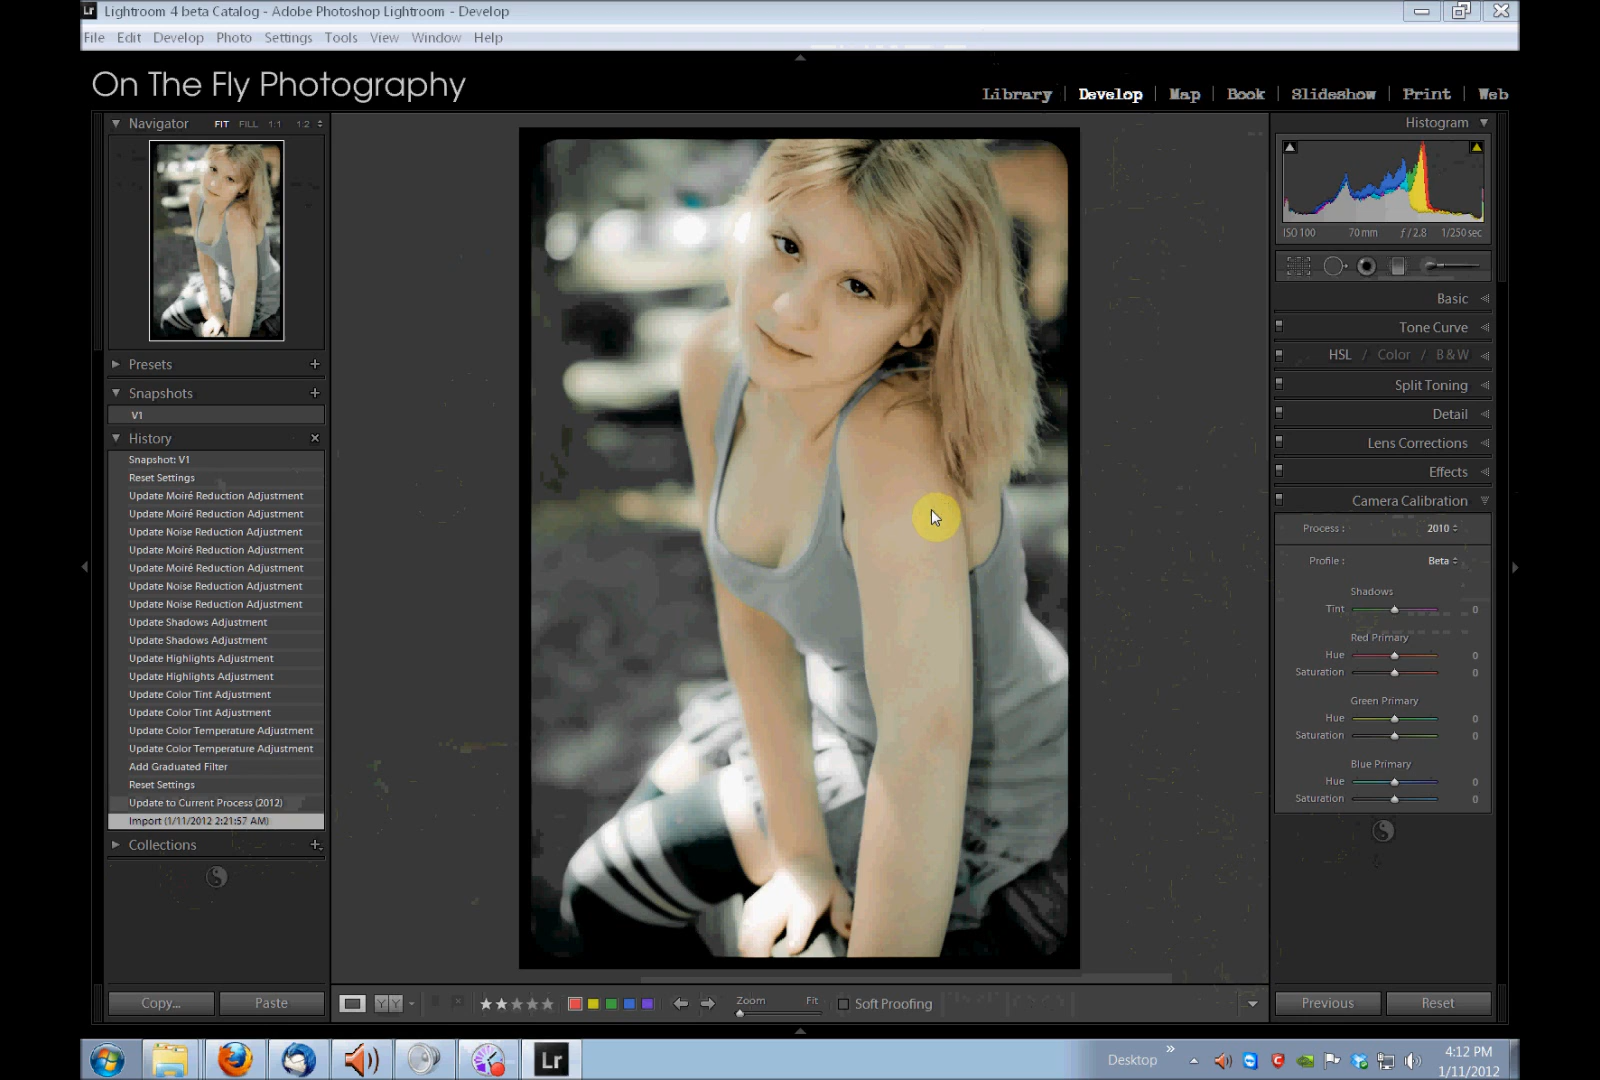 Lightroom 4 beta Catalog - Adobe Photoshop Lightroom - Develop
File Edit Develop Photo Settings Tools View Window Help
On The Fly Photography
Library | Develop | Map | Book | Slideshow | Print | Web
Navigator FIT FILL 1:1 1:2
Histogram
ISO 100 70 mm ƒ / 2.8 1/250 sec
Basic
Tone Curve
HSL / Color / B & W
Presets
Split Toning
Snapshots
V1
Detail
History
Lens Corrections
Snapshot: V1
Reset Settings
Effects
Update Moiré Reduction Adjustment
Camera Calibration
Update Moiré Reduction Adjustment
Process : 2010
Update Noise Reduction Adjustment
Update Moiré Reduction Adjustment
Profile : Beta
Update Moiré Reduction Adjustment
Update Noise Reduction Adjustment
Shadows
Update Noise Reduction Adjustment
Tint 0
Update Shadows Adjustment
Update Shadows Adjustment
Red Primary
Update Highlights Adjustment
Hue 0
Update Highlights Adjustment
Saturation 0
Update Color Tint Adjustment
Green Primary
Update Color Tint Adjustment
Hue 0
Update Color Temperature Adjustment
Saturation 0
Update Color Temperature Adjustment
Add Graduated Filter
Blue Primary
Reset Settings
Hue 0
Update to Current Process (2012)
Saturation 0
Import (1/11/2012 2:21:57 AM)
Collections
Copy... Paste
YY
Zoom Fit
Soft Proofing
Previous Reset
Lr
Desktop
4:12 PM
1/11/2012